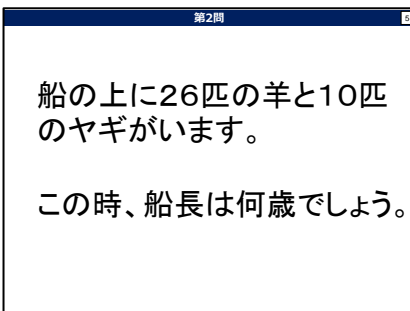 第2問
5
船の上に26匹の羊と10匹
のヤギがいます。
この時、船長は何歳でしょう。